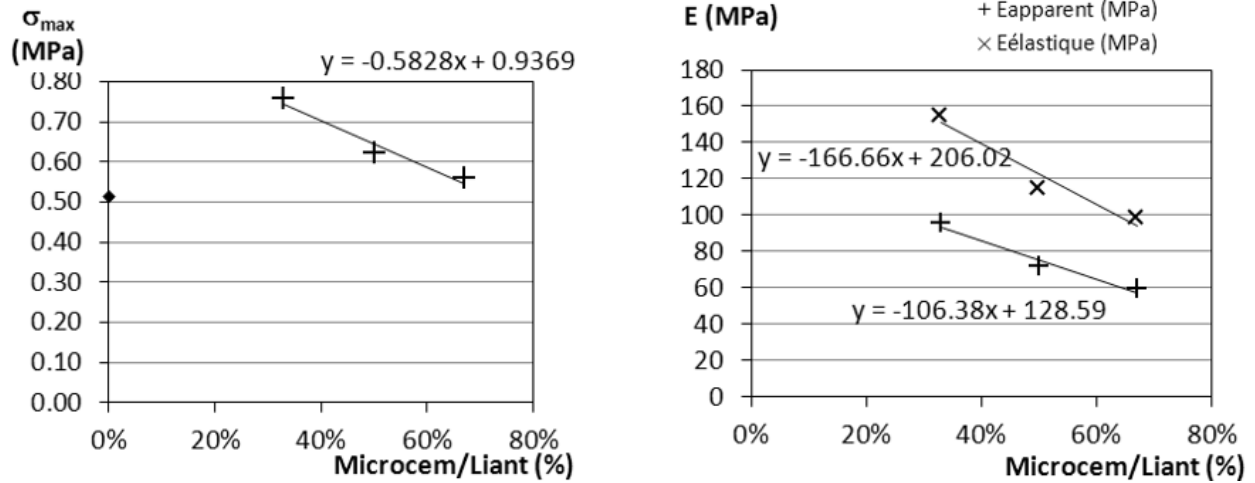 σmax
(MPa)
y = -0.5828x + 0.9369
0.80
0.70
0.60
0.50
0.40
0.30
0.20
0.10
0.00
0%
20%
40%
60%
80%
Microcem/Liant (%)
E (MPa)
+ Eapparent (MPa)
× Eélastique (MPa)
180
160
140
120
100
80
60
40
20
0
y = -166.66x + 206.02
y = -106.38x + 128.59
0%
20%
40%
60%
80%
Microcem/Liant (%)